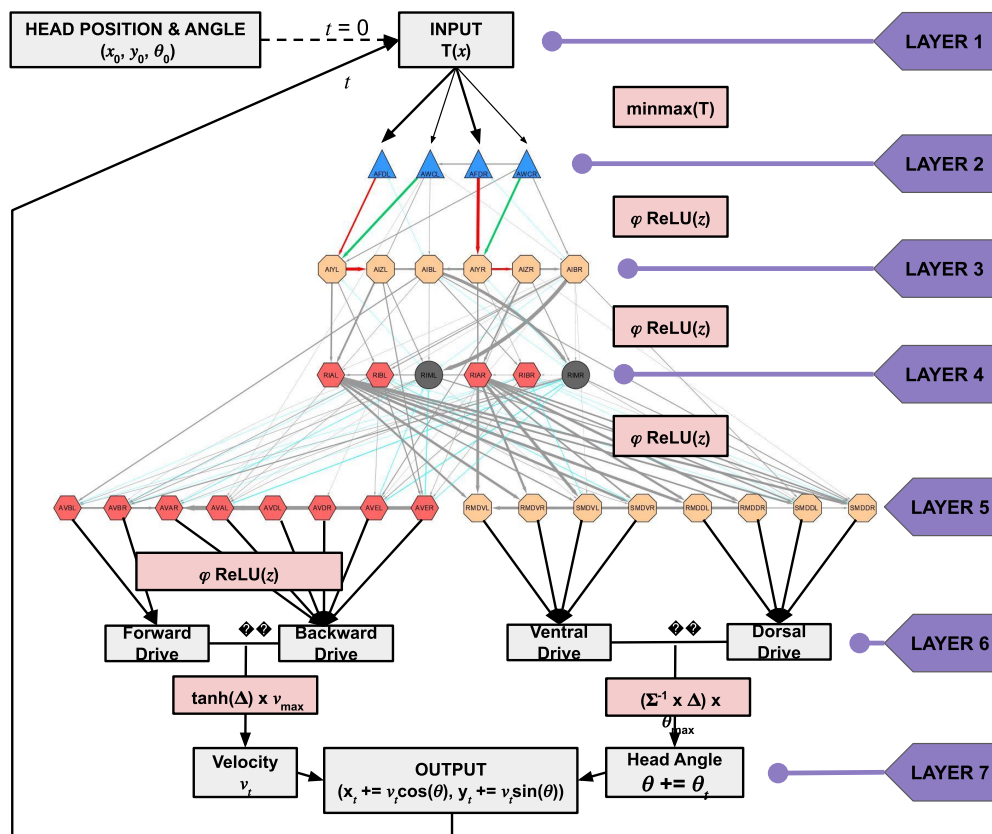 HEAD POSITION & ANGLE
(x₀, y₀, θ₀)
t = 0
INPUT
T(x)
LAYER 1
t
minmax(T)
LAYER 2
AFDL AWCL AFDR AWCR
φ ReLU(z)
LAYER 3
AIYL AIZL AIBL AIYR AIZR AIBR
φ ReLU(z)
LAYER 4
RIAL RIBL RIML RIAR RIBR RIMR
φ ReLU(z)
LAYER 5
AVBL AVBR AVAR AVAL AVDL AVDR AVEL AVER RMDVL RMDVR SMDVL SMDVR RMDDL RMDDR SMDDL SMDDR
φ ReLU(z)
Forward
Drive
��
Backward
Drive
Ventral
Drive
��
Dorsal
Drive
LAYER 6
tanh(Δ) x vmax
(Σ⁻¹ x Δ) x
θmax
Velocity
vₜ
OUTPUT
(xₜ += vₜcos(θ), yₜ += vₜsin(θ))
Head Angle
θ += θₜ
LAYER 7